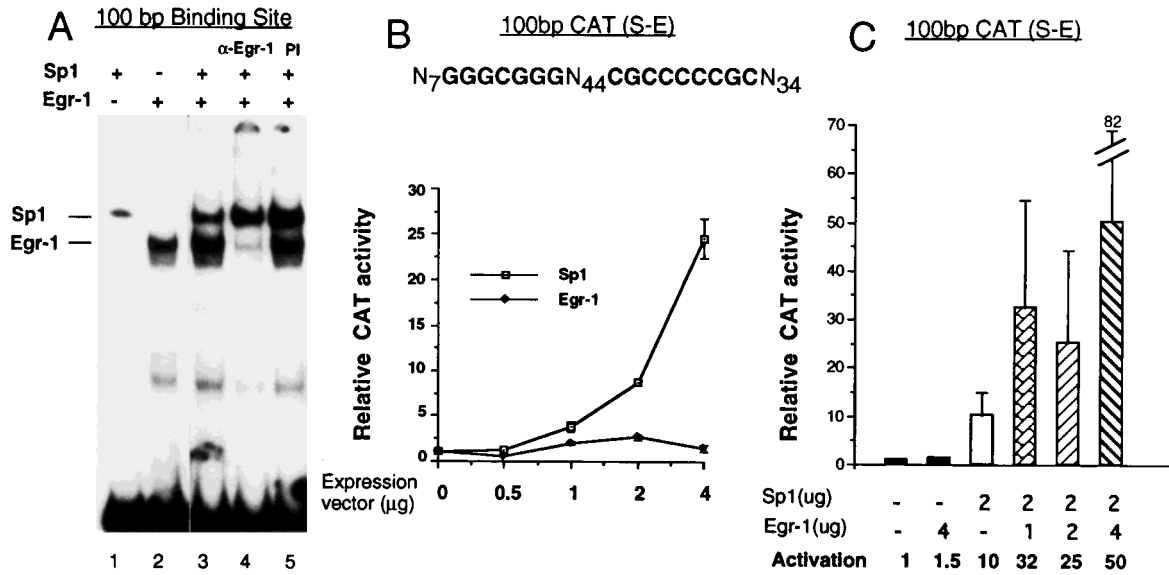 A
100 bp Binding Site
α-Egr-1 PI
Sp1 + - + + +
Egr-1 - + + + +
Sp1
Egr-1
1 2 3 4 5
B
100bp CAT (S-E)
N7GGGCGGGN44CGCCCCCGCN34
Relative CAT activity
30
25
20
15
10
5
0
Sp1
Egr-1
Expression vector (µg)
0 0.5 1 2 4
C
100bp CAT (S-E)
82
Relative CAT activity
70
60
50
40
30
20
10
0
Sp1(ug) - - 2 2 2 2
Egr-1(ug) - 4 - 1 2 4
Activation 1 1.5 10 32 25 50